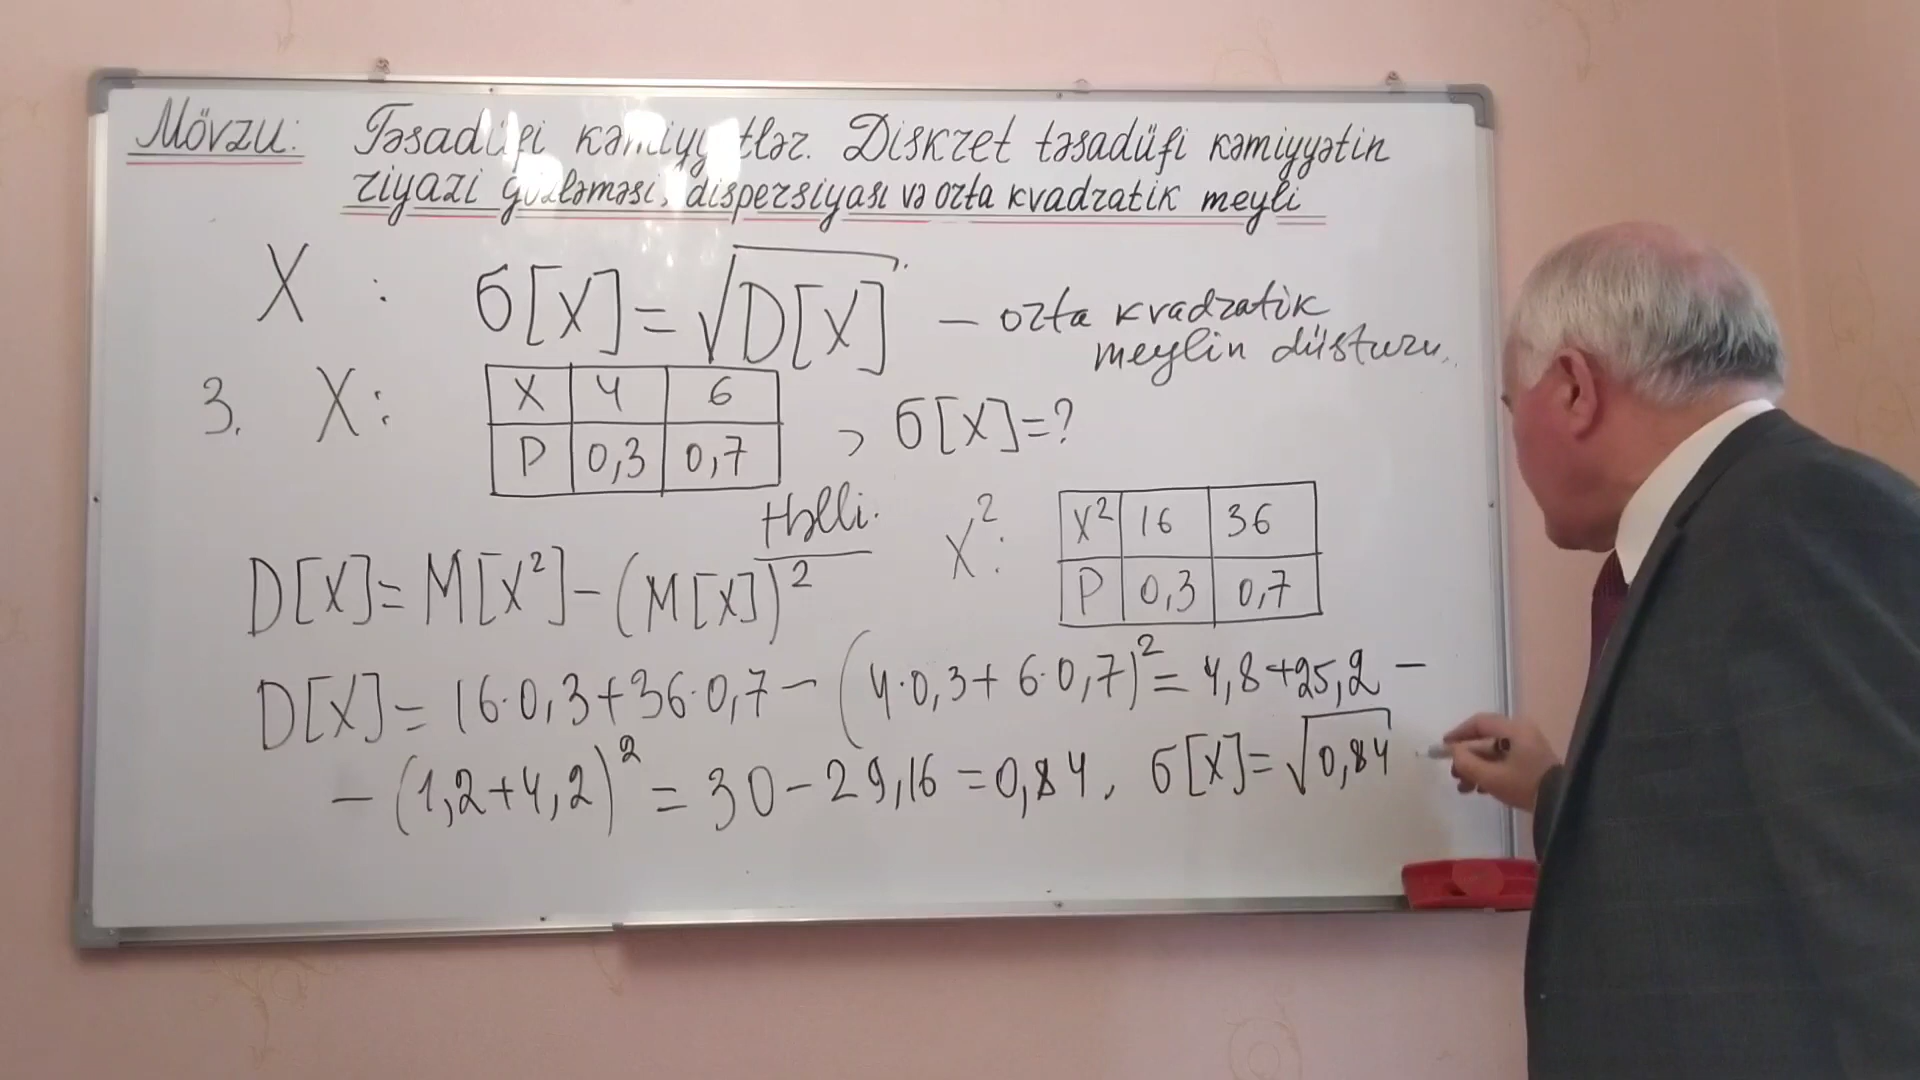 Mövzu: Təsadüfi kəmiyyətlər. Diskret təsadüfi kəmiyyətin
riyazi gözləməsi, dispersiyası və orta kvadratik meyli
X : б[X] = √D[X] – orta kvadratik
meylin düsturu.
3. X: X 4 6
P 0,3 0,7 , б[X]=?
Həlli.
X²: X² 16 36
P 0,3 0,7
D[X]= M[X²]-(M[X])²
D[X]= 16·0,3+36·0,7 – (4·0,3+6·0,7)² = 4,8+25,2 –
– (1,2+4,2)² = 30-29,16 = 0,84, б[X]= √0,84